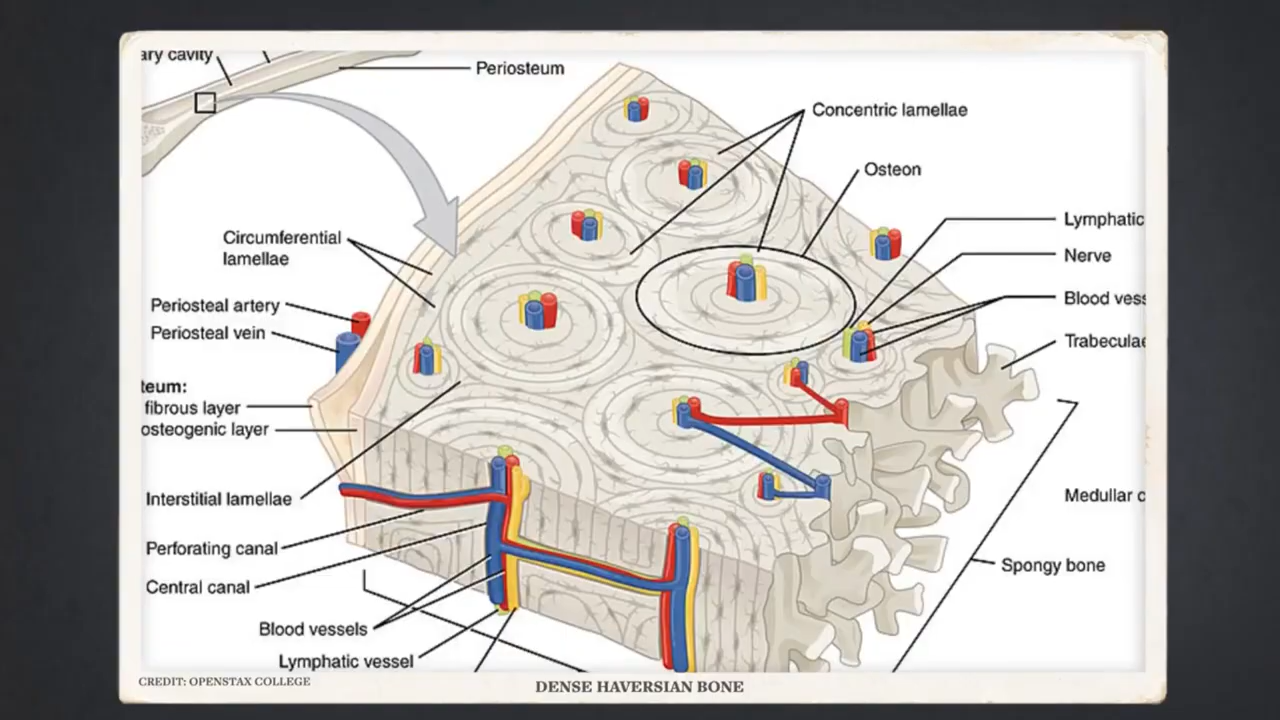 ary cavity
Periosteum
Concentric lamellae
Osteon
Lymphatic
Nerve
Blood vess
Trabeculae
Circumferential
lamellae
Periosteal artery
Periosteal vein
teum:
fibrous layer
osteogenic layer
Interstitial lamellae
Medullar c
Perforating canal
Spongy bone
Central canal
Blood vessels
Lymphatic vessel
CREDIT: OPENSTAX COLLEGE
DENSE HAVERSIAN BONE